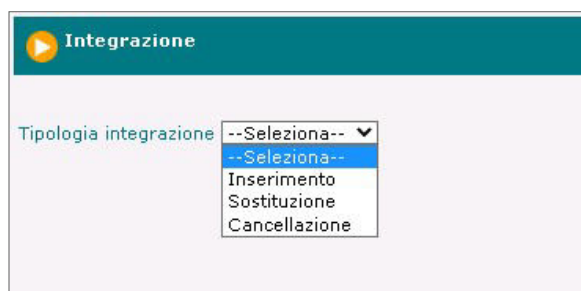 Integrazione
Tipologia integrazione --Seleziona--
--Seleziona--
Inserimento
Sostituzione
Cancellazione